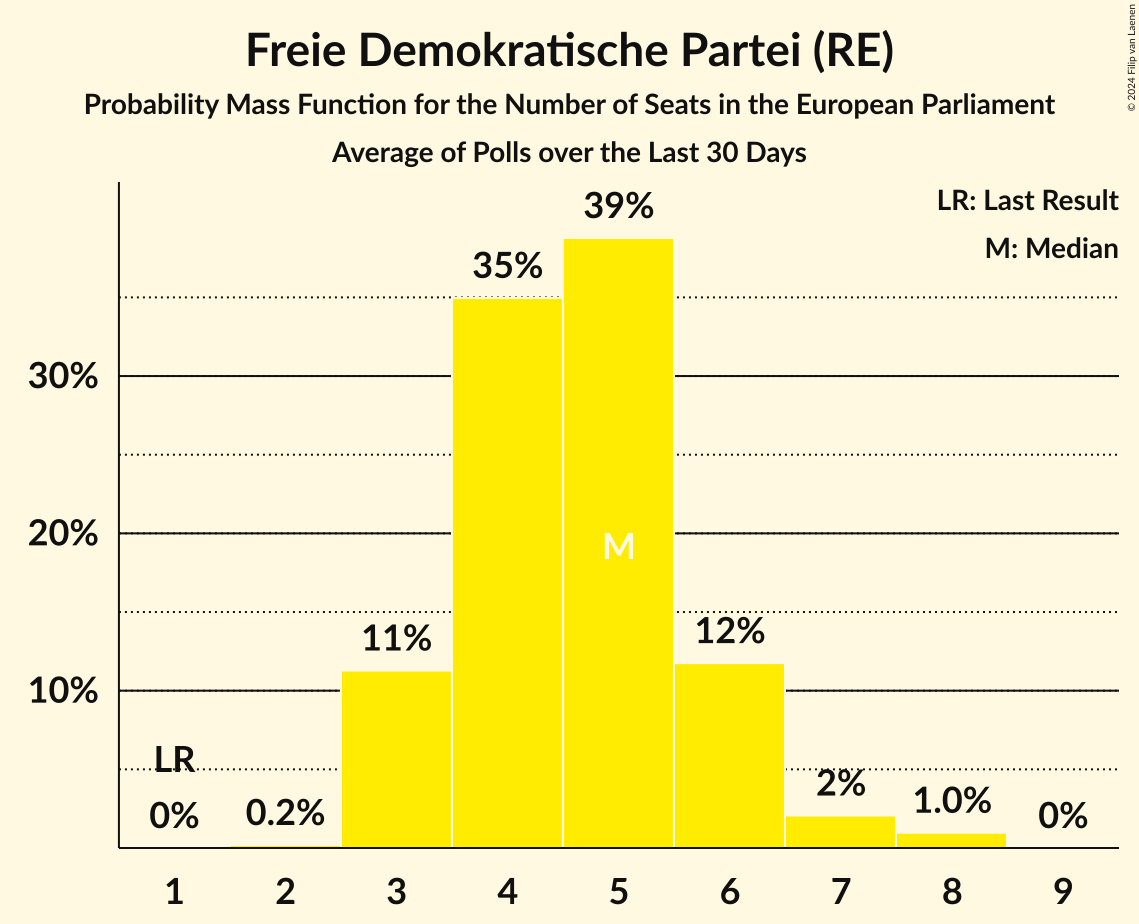 Freie Demokratische Partei (RE)
Probability Mass Function for the Number of Seats in the European Parliament
Average of Polls over the Last 30 Days
© 2024 Filip van Laenen
LR: Last Result
M: Median
39%
35%
30%
20%
M
12%
11%
10%
LR
2%
0%
0.2%
1.0%
0%
1 2 3 4 5 6 7 8 9